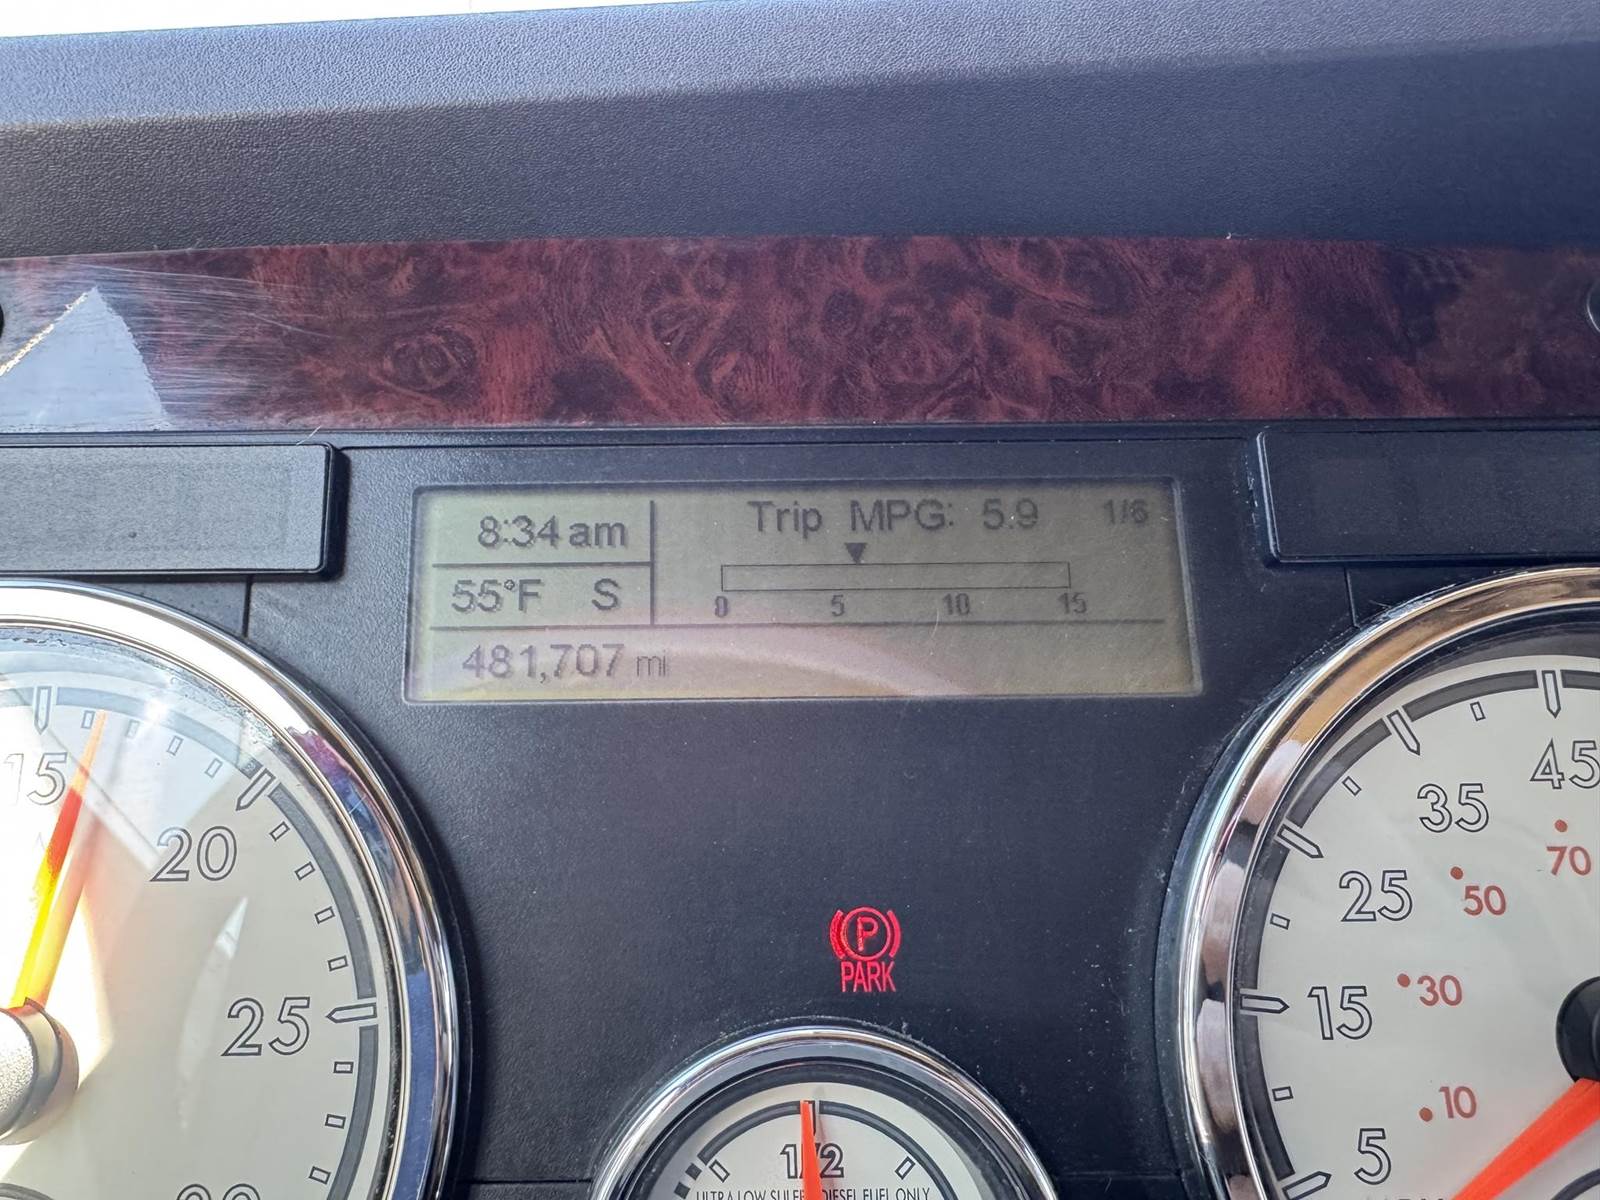 8:34 am
55°F S
481,707 mi
Trip MPG: 5.9 1/6
0 5 10 15
15
20
25
PARK
P
1/2
ULTRA LOW SULFUR DIESEL FUEL ONLY
45
35
25
15
5
70
50
30
10